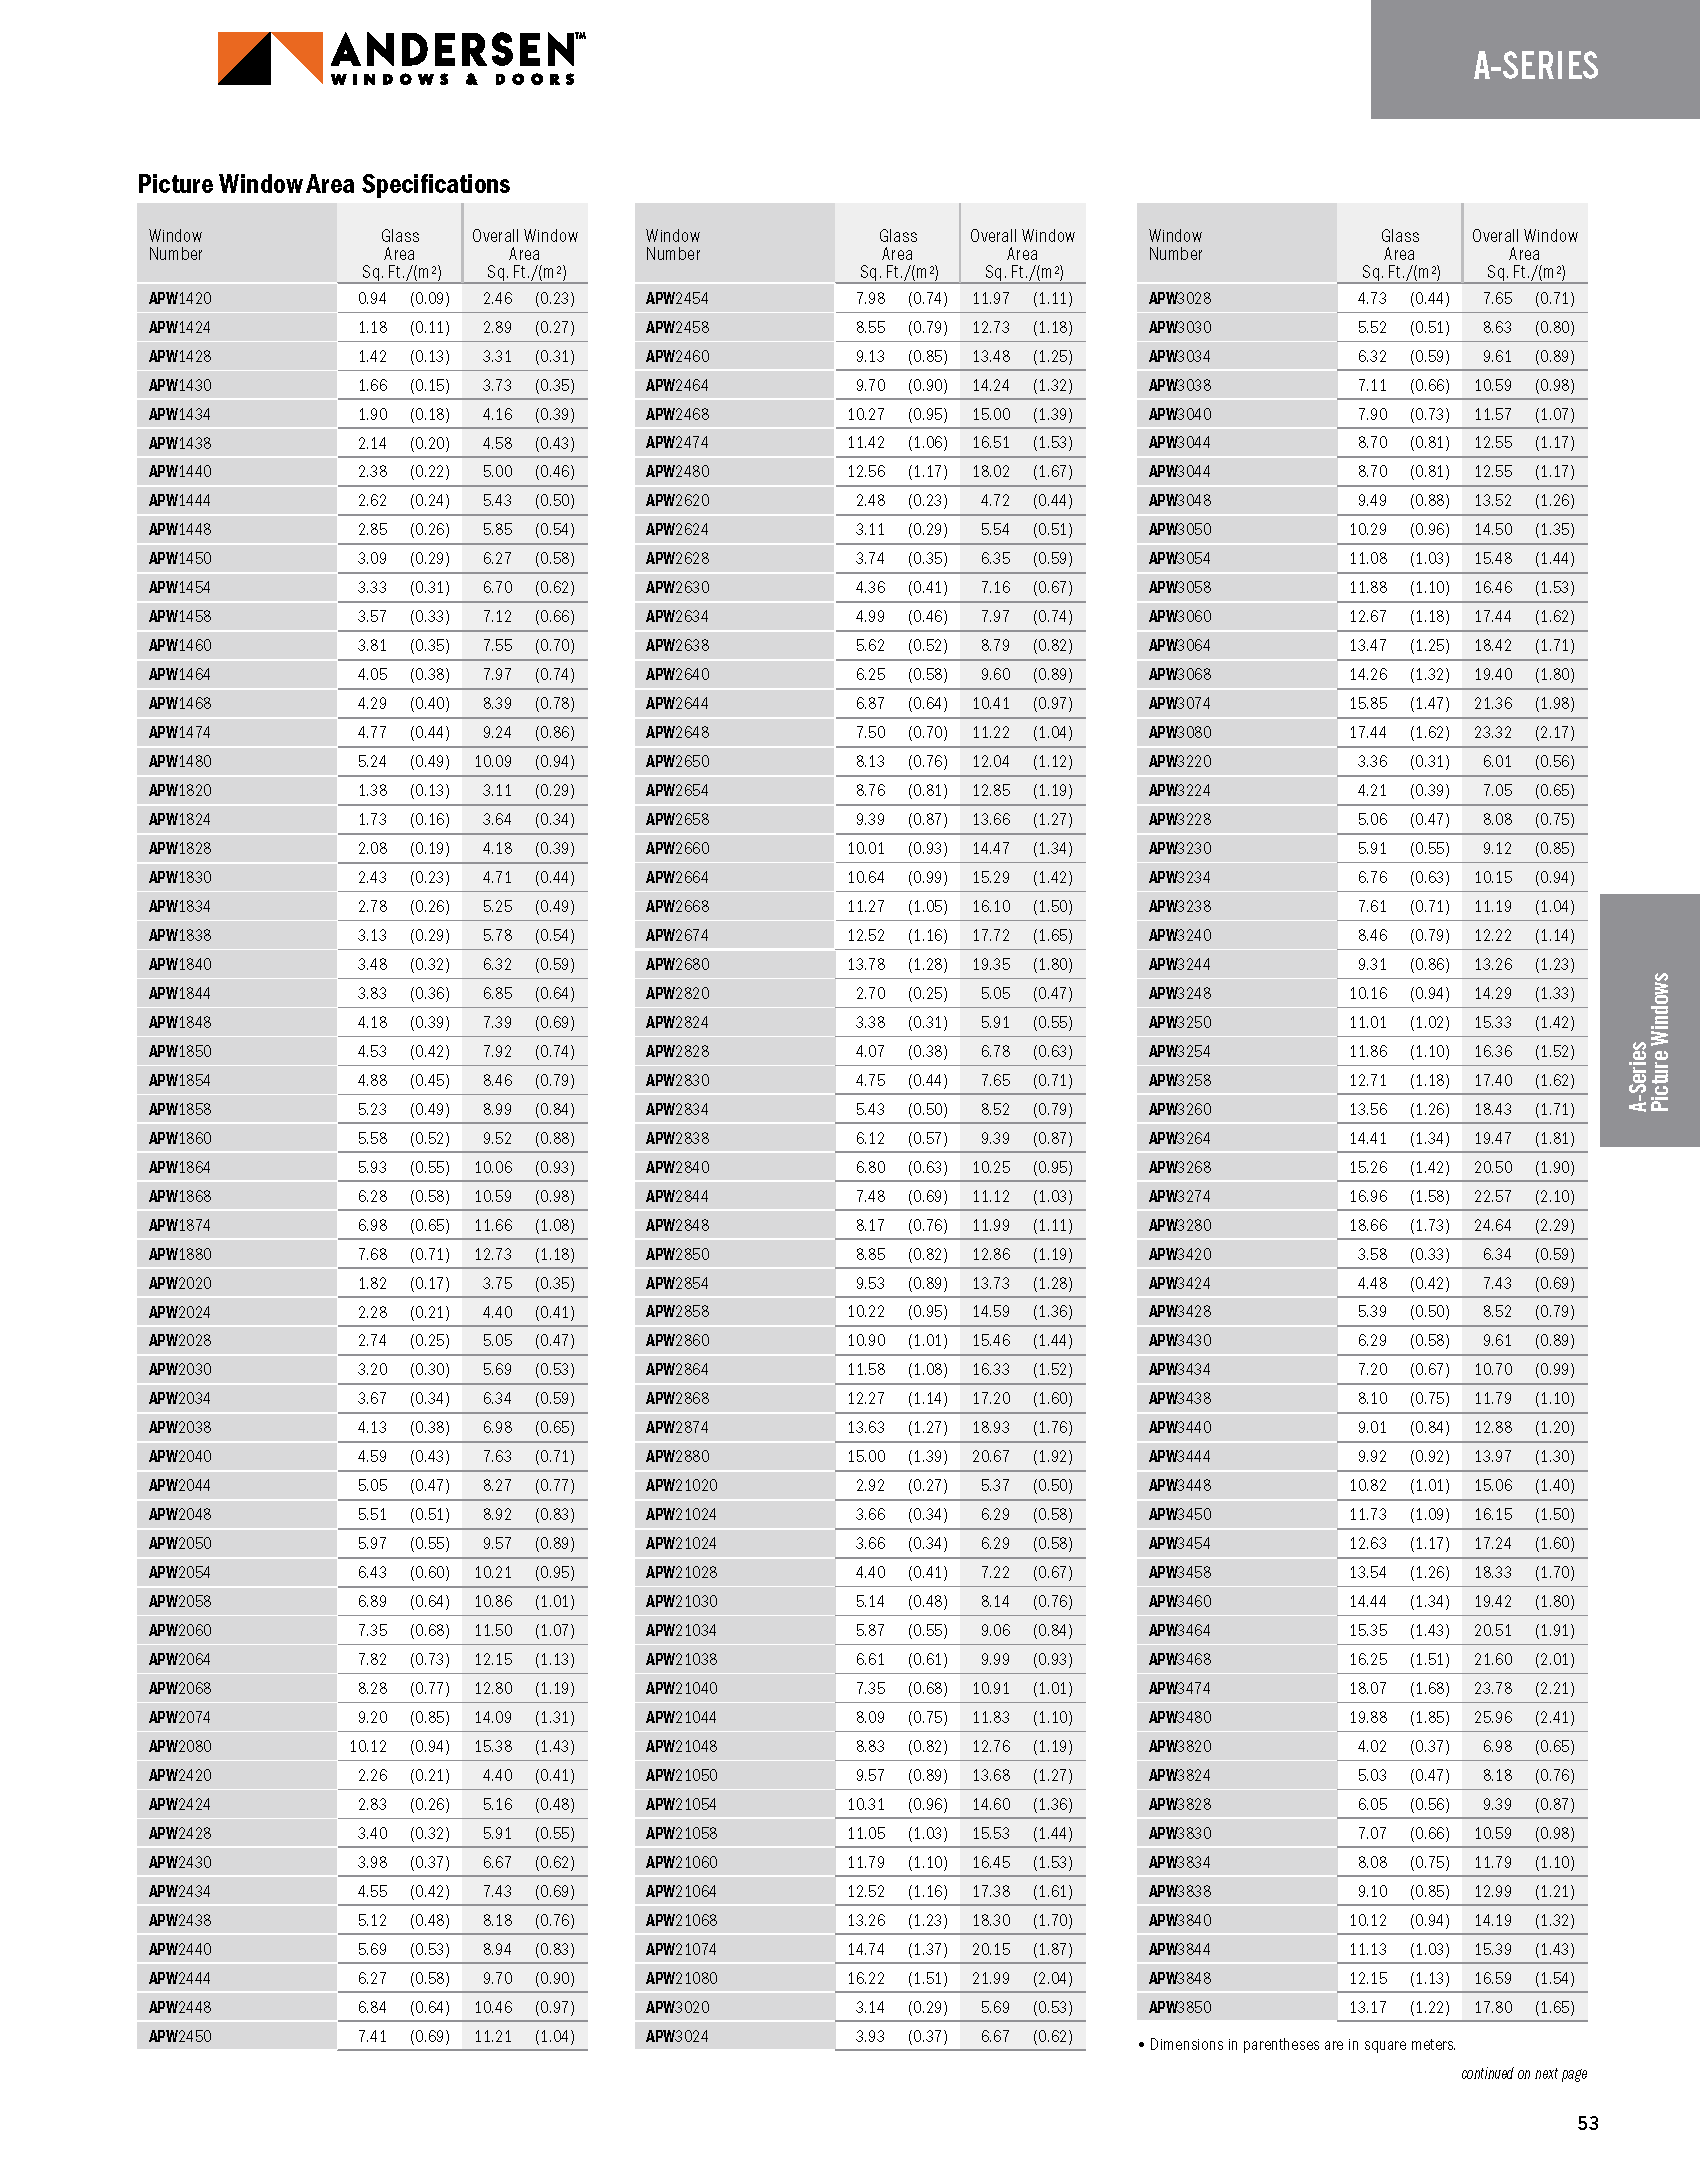 ANDERSEN™
WINDOWS & DOORS
A-SERIES
Picture Window Area Specifications
Window Number Glass Area Sq. Ft./(m²) Overall Window Area Sq. Ft./(m²)
APW1420 0.94 (0.09) 2.46 (0.23)
APW1424 1.18 (0.11) 2.89 (0.27)
APW1428 1.42 (0.13) 3.31 (0.31)
APW1430 1.66 (0.15) 3.73 (0.35)
APW1434 1.90 (0.18) 4.16 (0.39)
APW1438 2.14 (0.20) 4.58 (0.43)
APW1440 2.38 (0.22) 5.00 (0.46)
APW1444 2.62 (0.24) 5.43 (0.50)
APW1448 2.85 (0.26) 5.85 (0.54)
APW1450 3.09 (0.29) 6.27 (0.58)
APW1454 3.33 (0.31) 6.70 (0.62)
APW1458 3.57 (0.33) 7.12 (0.66)
APW1460 3.81 (0.35) 7.55 (0.70)
APW1464 4.05 (0.38) 7.97 (0.74)
APW1468 4.29 (0.40) 8.39 (0.78)
APW1474 4.77 (0.44) 9.24 (0.86)
APW1480 5.24 (0.49) 10.09 (0.94)
APW1820 1.38 (0.13) 3.11 (0.29)
APW1824 1.73 (0.16) 3.64 (0.34)
APW1828 2.08 (0.19) 4.18 (0.39)
APW1830 2.43 (0.23) 4.71 (0.44)
APW1834 2.78 (0.26) 5.25 (0.49)
APW1838 3.13 (0.29) 5.78 (0.54)
APW1840 3.48 (0.32) 6.32 (0.59)
APW1844 3.83 (0.36) 6.85 (0.64)
APW1848 4.18 (0.39) 7.39 (0.69)
APW1850 4.53 (0.42) 7.92 (0.74)
APW1854 4.88 (0.45) 8.46 (0.79)
APW1858 5.23 (0.49) 8.99 (0.84)
APW1860 5.58 (0.52) 9.52 (0.88)
APW1864 5.93 (0.55) 10.06 (0.93)
APW1868 6.28 (0.58) 10.59 (0.98)
APW1874 6.98 (0.65) 11.66 (1.08)
APW1880 7.68 (0.71) 12.73 (1.18)
APW2020 1.82 (0.17) 3.75 (0.35)
APW2024 2.28 (0.21) 4.40 (0.41)
APW2028 2.74 (0.25) 5.05 (0.47)
APW2030 3.20 (0.30) 5.69 (0.53)
APW2034 3.67 (0.34) 6.34 (0.59)
APW2038 4.13 (0.38) 6.98 (0.65)
APW2040 4.59 (0.43) 7.63 (0.71)
APW2044 5.05 (0.47) 8.27 (0.77)
APW2048 5.51 (0.51) 8.92 (0.83)
APW2050 5.97 (0.55) 9.57 (0.89)
APW2054 6.43 (0.60) 10.21 (0.95)
APW2058 6.89 (0.64) 10.86 (1.01)
APW2060 7.35 (0.68) 11.50 (1.07)
APW2064 7.82 (0.73) 12.15 (1.13)
APW2068 8.28 (0.77) 12.80 (1.19)
APW2074 9.20 (0.85) 14.09 (1.31)
APW2080 10.12 (0.94) 15.38 (1.43)
APW2420 2.26 (0.21) 4.40 (0.41)
APW2424 2.83 (0.26) 5.16 (0.48)
APW2428 3.40 (0.32) 5.91 (0.55)
APW2430 3.98 (0.37) 6.67 (0.62)
APW2434 4.55 (0.42) 7.43 (0.69)
APW2438 5.12 (0.48) 8.18 (0.76)
APW2440 5.69 (0.53) 8.94 (0.83)
APW2444 6.27 (0.58) 9.70 (0.90)
APW2448 6.84 (0.64) 10.46 (0.97)
APW2450 7.41 (0.69) 11.21 (1.04)
Window Number Glass Area Sq. Ft./(m²) Overall Window Area Sq. Ft./(m²)
APW2454 7.98 (0.74) 11.97 (1.11)
APW2458 8.55 (0.79) 12.73 (1.18)
APW2460 9.13 (0.85) 13.48 (1.25)
APW2464 9.70 (0.90) 14.24 (1.32)
APW2468 10.27 (0.95) 15.00 (1.39)
APW2474 11.42 (1.06) 16.51 (1.53)
APW2480 12.56 (1.17) 18.02 (1.67)
APW2620 2.48 (0.23) 4.72 (0.44)
APW2624 3.11 (0.29) 5.54 (0.51)
APW2628 3.74 (0.35) 6.35 (0.59)
APW2630 4.36 (0.41) 7.16 (0.67)
APW2634 4.99 (0.46) 7.97 (0.74)
APW2638 5.62 (0.52) 8.79 (0.82)
APW2640 6.25 (0.58) 9.60 (0.89)
APW2644 6.87 (0.64) 10.41 (0.97)
APW2648 7.50 (0.70) 11.22 (1.04)
APW2650 8.13 (0.76) 12.04 (1.12)
APW2654 8.76 (0.81) 12.85 (1.19)
APW2658 9.39 (0.87) 13.66 (1.27)
APW2660 10.01 (0.93) 14.47 (1.34)
APW2664 10.64 (0.99) 15.29 (1.42)
APW2668 11.27 (1.05) 16.10 (1.50)
APW2674 12.52 (1.16) 17.72 (1.65)
APW2680 13.78 (1.28) 19.35 (1.80)
APW2820 2.70 (0.25) 5.05 (0.47)
APW2824 3.38 (0.31) 5.91 (0.55)
APW2828 4.07 (0.38) 6.78 (0.63)
APW2830 4.75 (0.44) 7.65 (0.71)
APW2834 5.43 (0.50) 8.52 (0.79)
APW2838 6.12 (0.57) 9.39 (0.87)
APW2840 6.80 (0.63) 10.25 (0.95)
APW2844 7.48 (0.69) 11.12 (1.03)
APW2848 8.17 (0.76) 11.99 (1.11)
APW2850 8.85 (0.82) 12.86 (1.19)
APW2854 9.53 (0.89) 13.73 (1.28)
APW2858 10.22 (0.95) 14.59 (1.36)
APW2860 10.90 (1.01) 15.46 (1.44)
APW2864 11.58 (1.08) 16.33 (1.52)
APW2868 12.27 (1.14) 17.20 (1.60)
APW2874 13.63 (1.27) 18.93 (1.76)
APW2880 15.00 (1.39) 20.67 (1.92)
APW21020 2.92 (0.27) 5.37 (0.50)
APW21024 3.66 (0.34) 6.29 (0.58)
APW21024 3.66 (0.34) 6.29 (0.58)
APW21028 4.40 (0.41) 7.22 (0.67)
APW21030 5.14 (0.48) 8.14 (0.76)
APW21034 5.87 (0.55) 9.06 (0.84)
APW21038 6.61 (0.61) 9.99 (0.93)
APW21040 7.35 (0.68) 10.91 (1.01)
APW21044 8.09 (0.75) 11.83 (1.10)
APW21048 8.83 (0.82) 12.76 (1.19)
APW21050 9.57 (0.89) 13.68 (1.27)
APW21054 10.31 (0.96) 14.60 (1.36)
APW21058 11.05 (1.03) 15.53 (1.44)
APW21060 11.79 (1.10) 16.45 (1.53)
APW21064 12.52 (1.16) 17.38 (1.61)
APW21068 13.26 (1.23) 18.30 (1.70)
APW21074 14.74 (1.37) 20.15 (1.87)
APW21080 16.22 (1.51) 21.99 (2.04)
APW3020 3.14 (0.29) 5.69 (0.53)
APW3024 3.93 (0.37) 6.67 (0.62)
Window Number Glass Area Sq. Ft./(m²) Overall Window Area Sq. Ft./(m²)
APW3028 4.73 (0.44) 7.65 (0.71)
APW3030 5.52 (0.51) 8.63 (0.80)
APW3034 6.32 (0.59) 9.61 (0.89)
APW3038 7.11 (0.66) 10.59 (0.98)
APW3040 7.90 (0.73) 11.57 (1.07)
APW3044 8.70 (0.81) 12.55 (1.17)
APW3044 8.70 (0.81) 12.55 (1.17)
APW3048 9.49 (0.88) 13.52 (1.26)
APW3050 10.29 (0.96) 14.50 (1.35)
APW3054 11.08 (1.03) 15.48 (1.44)
APW3058 11.88 (1.10) 16.46 (1.53)
APW3060 12.67 (1.18) 17.44 (1.62)
APW3064 13.47 (1.25) 18.42 (1.71)
APW3068 14.26 (1.32) 19.40 (1.80)
APW3074 15.85 (1.47) 21.36 (1.98)
APW3080 17.44 (1.62) 23.32 (2.17)
APW3220 3.36 (0.31) 6.01 (0.56)
APW3224 4.21 (0.39) 7.05 (0.65)
APW3228 5.06 (0.47) 8.08 (0.75)
APW3230 5.91 (0.55) 9.12 (0.85)
APW3234 6.76 (0.63) 10.15 (0.94)
APW3238 7.61 (0.71) 11.19 (1.04)
APW3240 8.46 (0.79) 12.22 (1.14)
APW3244 9.31 (0.86) 13.26 (1.23)
APW3248 10.16 (0.94) 14.29 (1.33)
APW3250 11.01 (1.02) 15.33 (1.42)
APW3254 11.86 (1.10) 16.36 (1.52)
APW3258 12.71 (1.18) 17.40 (1.62)
APW3260 13.56 (1.26) 18.43 (1.71)
APW3264 14.41 (1.34) 19.47 (1.81)
APW3268 15.26 (1.42) 20.50 (1.90)
APW3274 16.96 (1.58) 22.57 (2.10)
APW3280 18.66 (1.73) 24.64 (2.29)
APW3420 3.58 (0.33) 6.34 (0.59)
APW3424 4.48 (0.42) 7.43 (0.69)
APW3428 5.39 (0.50) 8.52 (0.79)
APW3430 6.29 (0.58) 9.61 (0.89)
APW3434 7.20 (0.67) 10.70 (0.99)
APW3438 8.10 (0.75) 11.79 (1.10)
APW3440 9.01 (0.84) 12.88 (1.20)
APW3444 9.92 (0.92) 13.97 (1.30)
APW3448 10.82 (1.01) 15.06 (1.40)
APW3450 11.73 (1.09) 16.15 (1.50)
APW3454 12.63 (1.17) 17.24 (1.60)
APW3458 13.54 (1.26) 18.33 (1.70)
APW3460 14.44 (1.34) 19.42 (1.80)
APW3464 15.35 (1.43) 20.51 (1.91)
APW3468 16.25 (1.51) 21.60 (2.01)
APW3474 18.07 (1.68) 23.78 (2.21)
APW3480 19.88 (1.85) 25.96 (2.41)
APW3820 4.02 (0.37) 6.98 (0.65)
APW3824 5.03 (0.47) 8.18 (0.76)
APW3828 6.05 (0.56) 9.39 (0.87)
APW3830 7.07 (0.66) 10.59 (0.98)
APW3834 8.08 (0.75) 11.79 (1.10)
APW3838 9.10 (0.85) 12.99 (1.21)
APW3840 10.12 (0.94) 14.19 (1.32)
APW3844 11.13 (1.03) 15.39 (1.43)
APW3848 12.15 (1.13) 16.59 (1.54)
APW3850 13.17 (1.22) 17.80 (1.65)
• Dimensions in parentheses are in square meters.
continued on next page
A-Series
Picture Windows
53